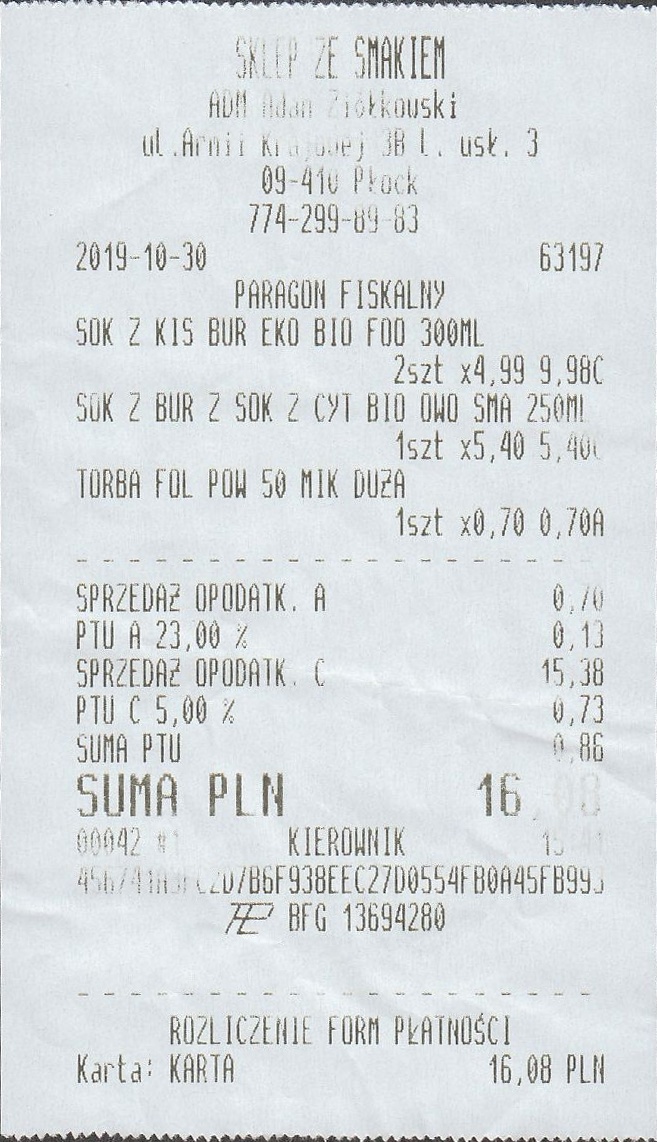 SKLEP ZE SMAKIEM
ADM Adam Ziółkowski
ul.Armii Krajowej 3B l. usł. 3
09-410 Płock
774-299-89-83
2019-10-30 63197
PARAGON FISKALNY
SOK Z KIS BUR EKO BIO FOO 300ML
2szt x4,99 9,98C
SOK Z BUR Z SOK Z CYT BIO OWO SMA 250ML
1szt x5,40 5,40C
TORBA FOL POW 50 MIK DUŻA
1szt x0,70 0,70A
SPRZEDAŻ OPODATK. A 0,70
PTU A 23,00 % 0,13
SPRZEDAŻ OPODATK. C 15,38
PTU C 5,00 % 0,73
SUMA PTU 0,86
SUMA PLN 16,08
00042 #1 KIEROWNIK 15:41
BFG 13694280
ROZLICZENIE FORM PŁATNOŚCI
Karta: KARTA 16,08 PLN